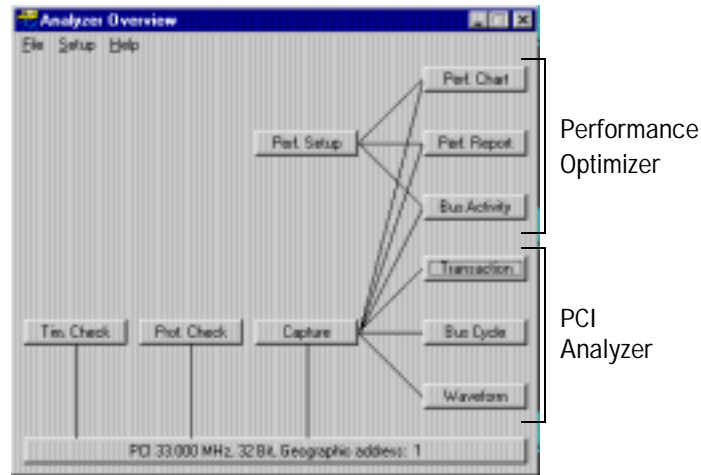 Analyzer Overview
File Setup Help
Perf. Chart
Perf. Setup
Perf. Report
Bus Activity
Performance
Optimizer
Transaction
Tim. Check
Prot. Check
Capture
Bus Cycle
PCI
Analyzer
Waveform
PCI 33.000 MHz, 32 Bit, Geographic address: 1